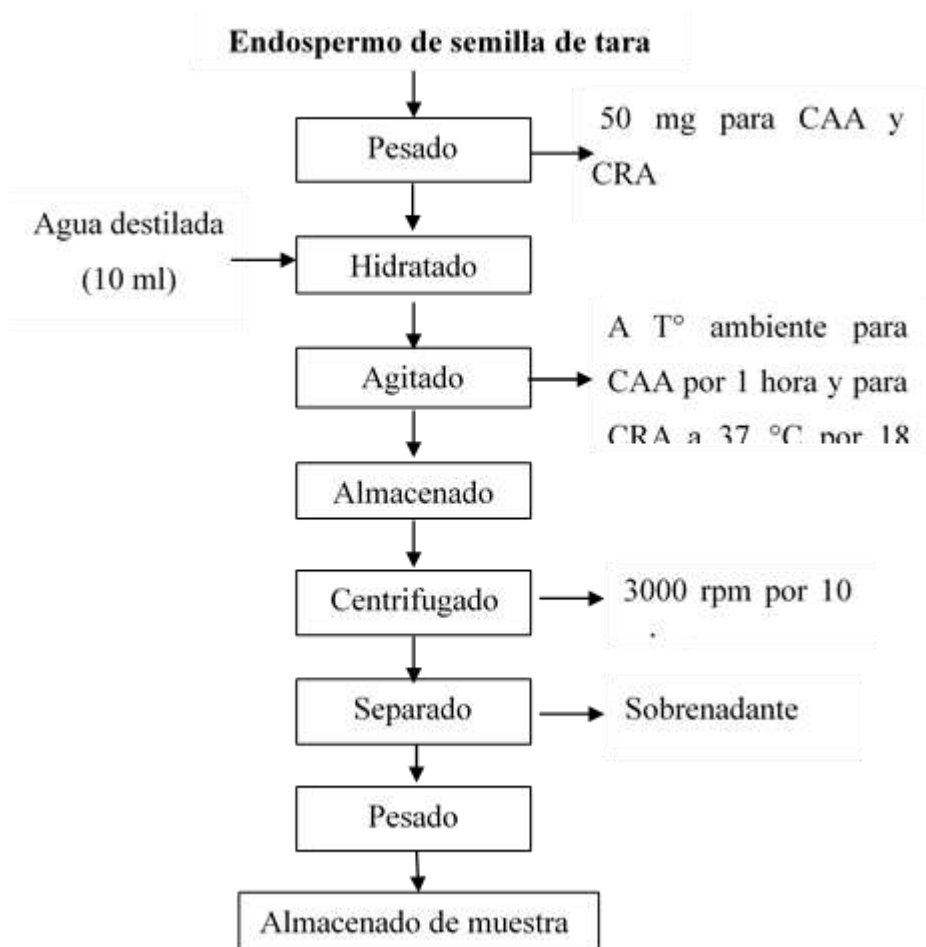 Endospermo de semilla de tara
Pesado
50 mg para CAA y
CRA
Agua destilada
(10 ml)
Hidratado
A T° ambiente para
CAA por 1 hora y para
CRA a 37 °C por 18
Agitado
Almacenado
Centrifugado
3000 rpm por 10
Separado
Sobrenadante
Pesado
Almacenado de muestra